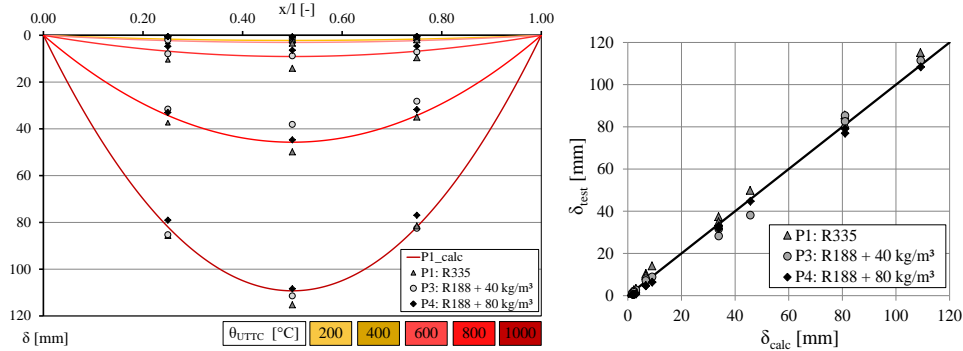 x/l [-]
0.00 0.20 0.40 0.60 0.80 1.00
0
20
40
60
80
100
120
δ [mm]
P1_calc
P1: R335
P3: R188 + 40 kg/m³
P4: R188 + 80 kg/m³
θUTTC [°C] 200 400 600 800 1000
120
100
80
60
40
20
0
δtest [mm]
P1: R335
P3: R188 + 40 kg/m³
P4: R188 + 80 kg/m³
0 20 40 60 80 100 120
δcalc [mm]